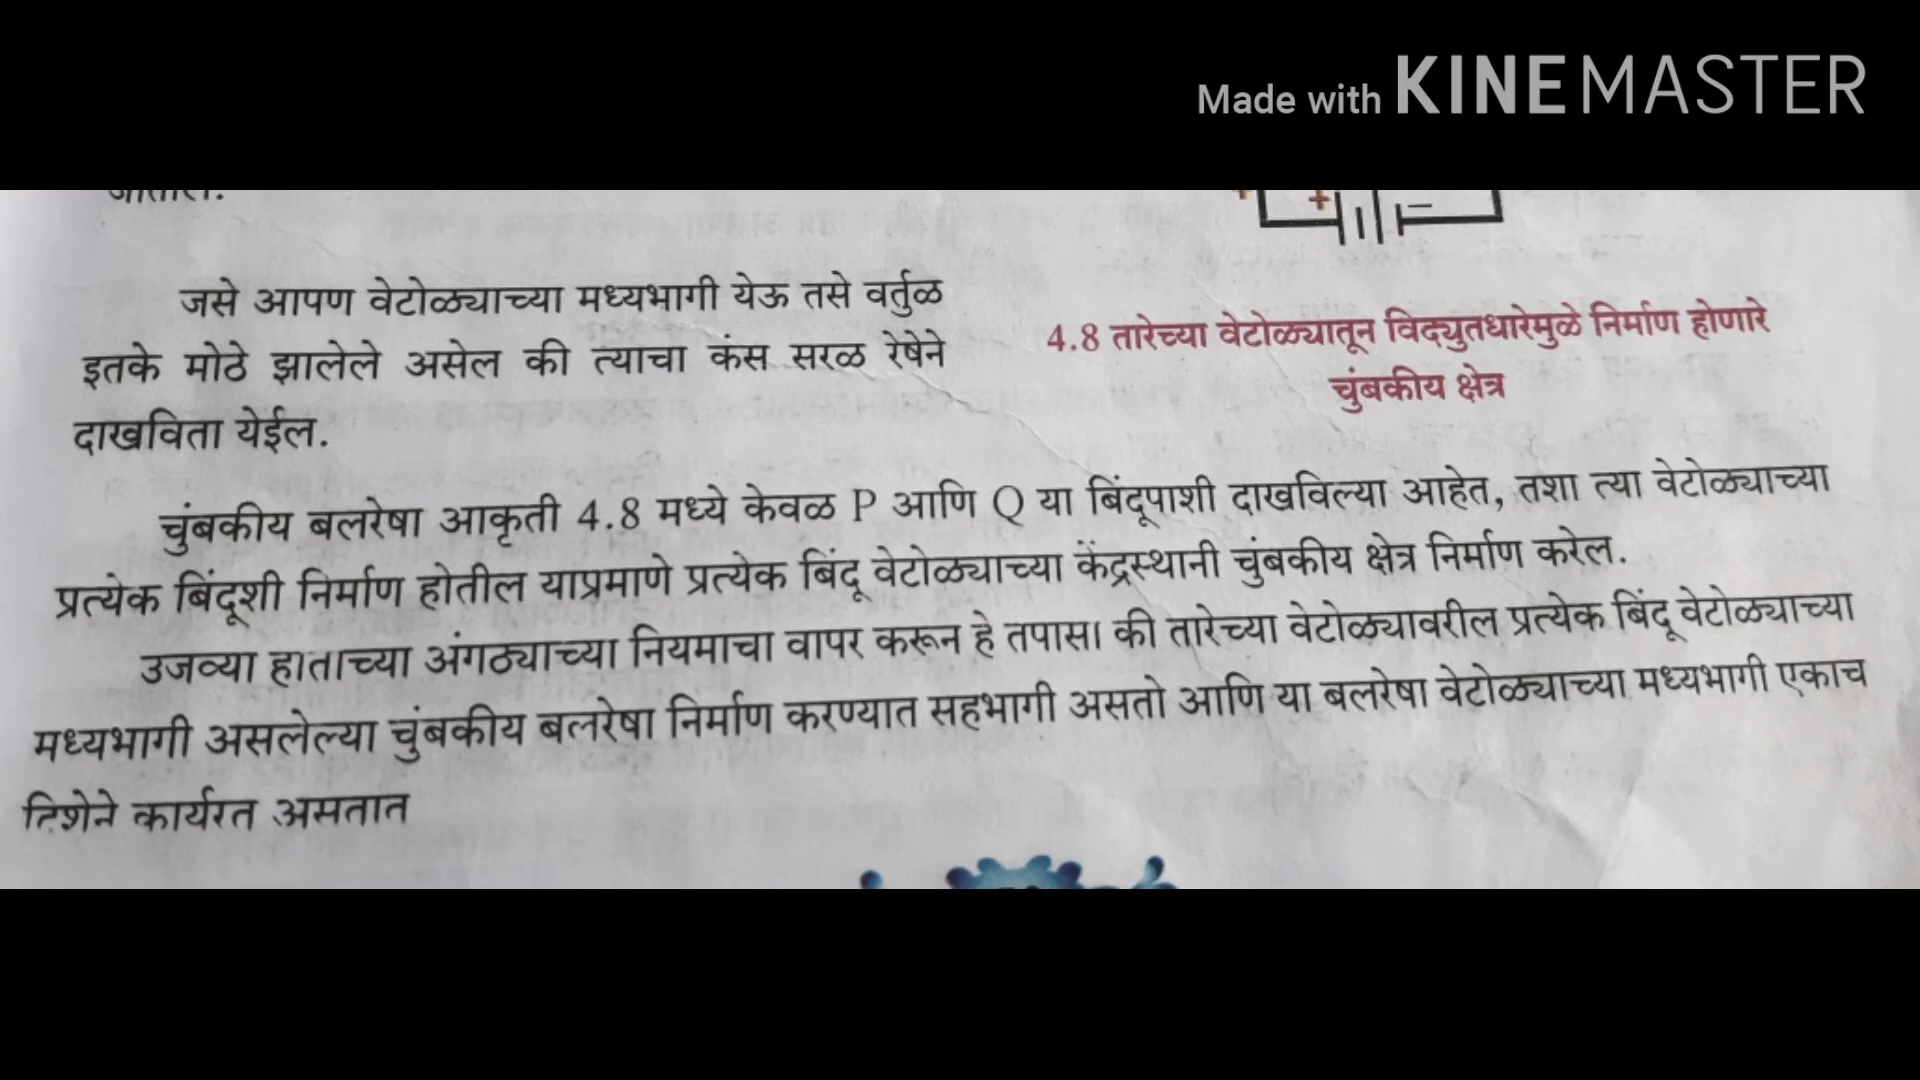 Made with KINEMASTER
+ −
जसे आपण वेटोळ्याच्या मध्यभागी येऊ तसे वर्तुळ
इतके मोठे झालेले असेल की त्याचा कंस सरळ रेषेने
दाखविता येईल.
4.8 तारेच्या वेटोळ्यातून विद्युतधारेमुळे निर्माण होणारे
चुंबकीय क्षेत्र
चुंबकीय बलरेषा आकृती 4.8 मध्ये केवळ P आणि Q या बिंदूपाशी दाखविल्या आहेत, तशा त्या वेटोळ्याच्या
प्रत्येक बिंदूशी निर्माण होतील याप्रमाणे प्रत्येक बिंदू वेटोळ्याच्या केंद्रस्थानी चुंबकीय क्षेत्र निर्माण करेल.
उजव्या हाताच्या अंगठ्याच्या नियमाचा वापर करून हे तपासा की तारेच्या वेटोळ्यावरील प्रत्येक बिंदू वेटोळ्याच्या
मध्यभागी असलेल्या चुंबकीय बलरेषा निर्माण करण्यात सहभागी असतो आणि या बलरेषा वेटोळ्याच्या मध्यभागी एकाच
दिशेने कार्यरत असतात